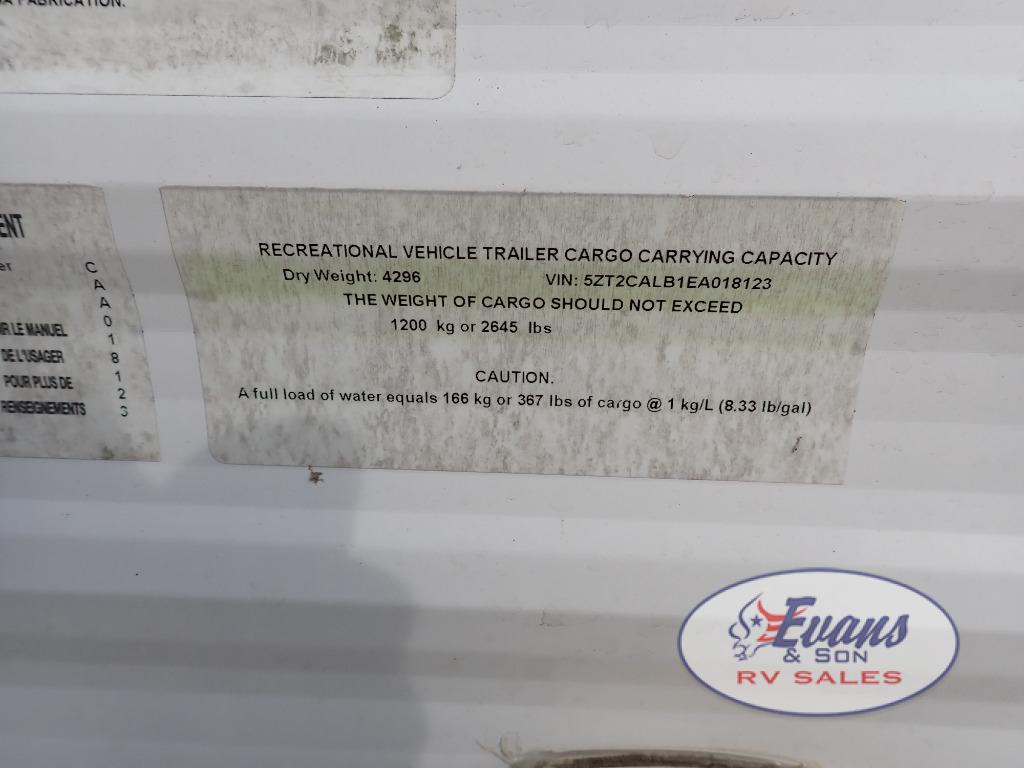 A FABRICATION.
ENT
er
R LE MANUEL
DE L'USAGER
POUR PLUS DE
RENSEIGNEMENTS
C
A
A
0
1
8
1
2
3
RECREATIONAL VEHICLE TRAILER CARGO CARRYING CAPACITY
Dry Weight: 4296 VIN: 5ZT2CALB1EA018123
THE WEIGHT OF CARGO SHOULD NOT EXCEED
1200 kg or 2645 lbs
CAUTION.
A full load of water equals 166 kg or 367 lbs of cargo @ 1 kg/L (8.33 lb/gal)
Evans
& SON
RV SALES